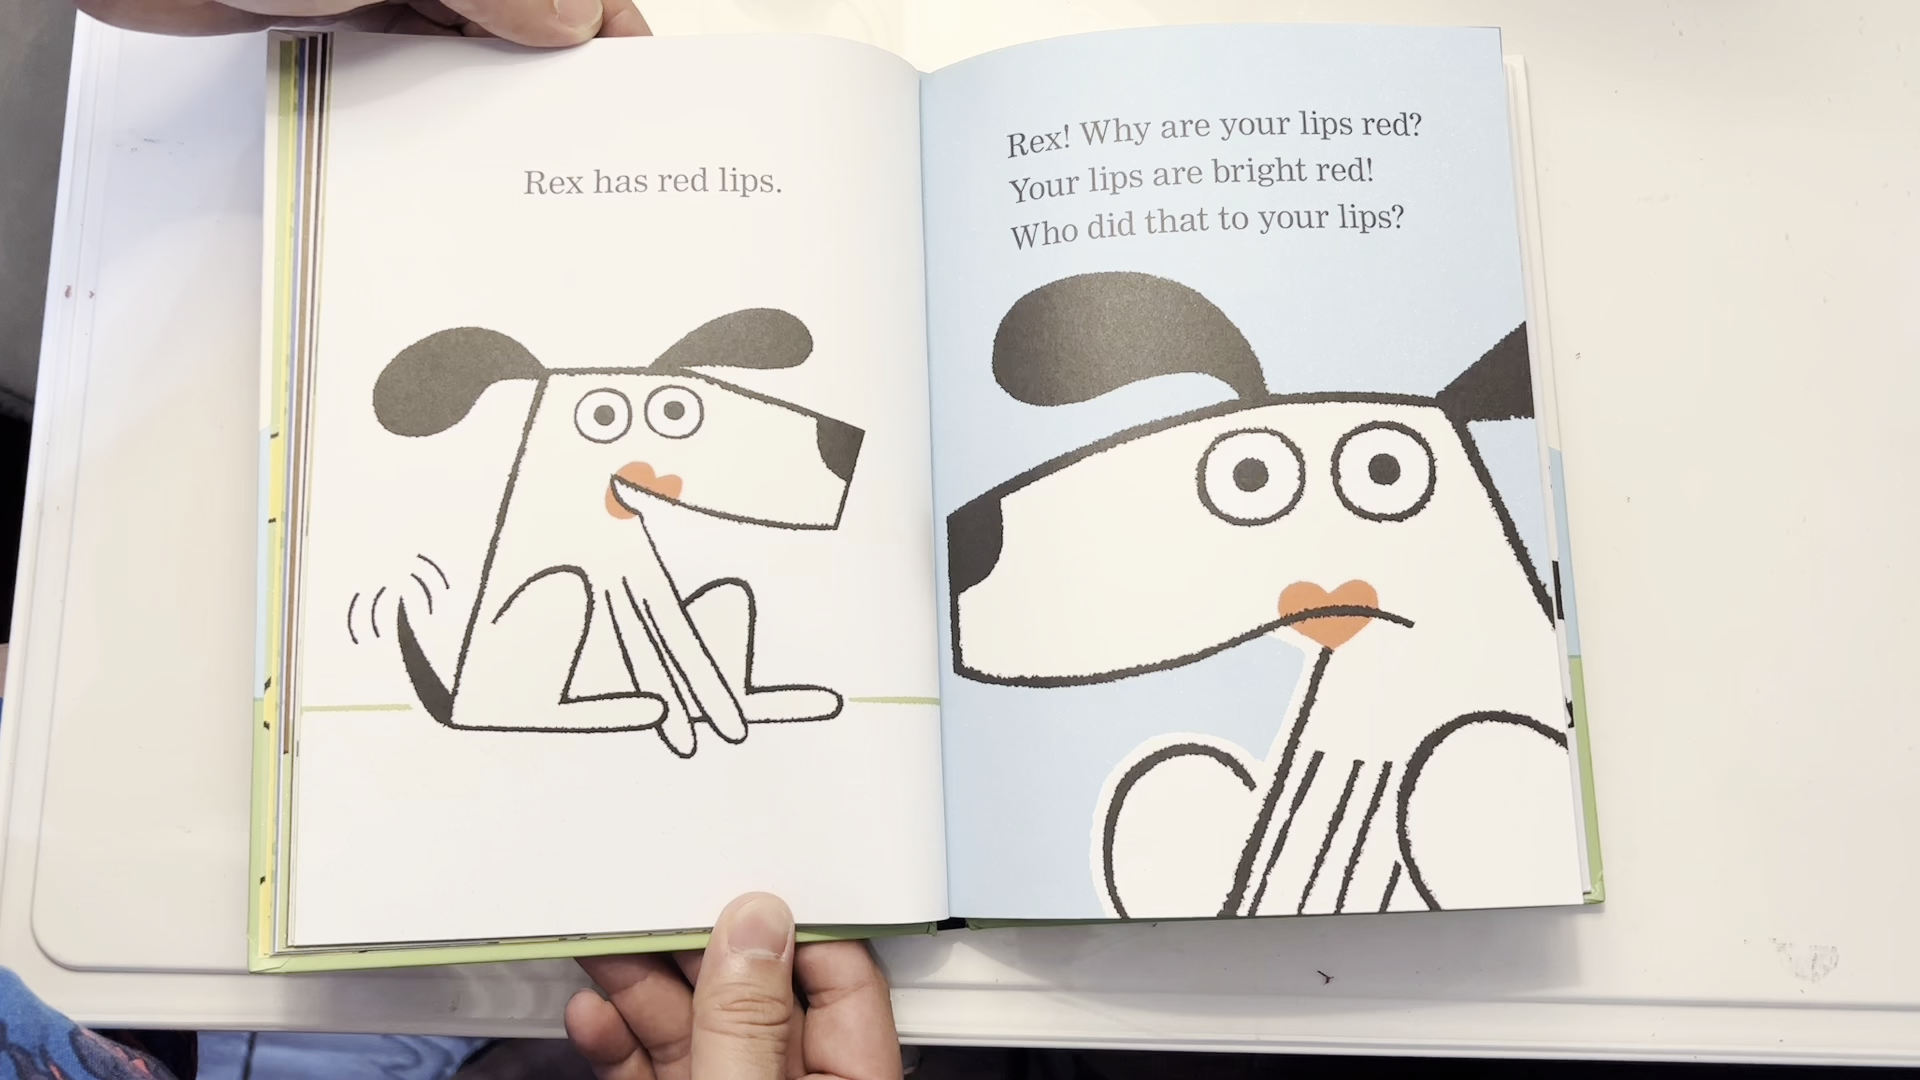 Rex has red lips.
Rex! Why are your lips red?
Your lips are bright red!
Who did that to your lips?